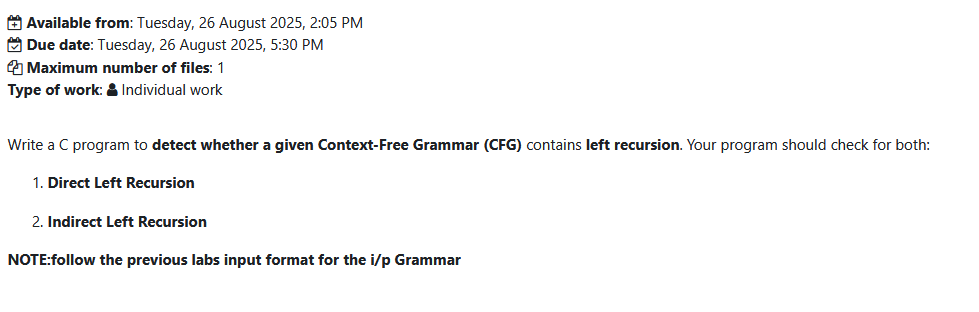 Available from: Tuesday, 26 August 2025, 2:05 PM
Due date: Tuesday, 26 August 2025, 5:30 PM
Maximum number of files: 1
Type of work: Individual work
Write a C program to detect whether a given Context-Free Grammar (CFG) contains left recursion. Your program should check for both:
1. Direct Left Recursion
2. Indirect Left Recursion
NOTE:follow the previous labs input format for the i/p Grammar